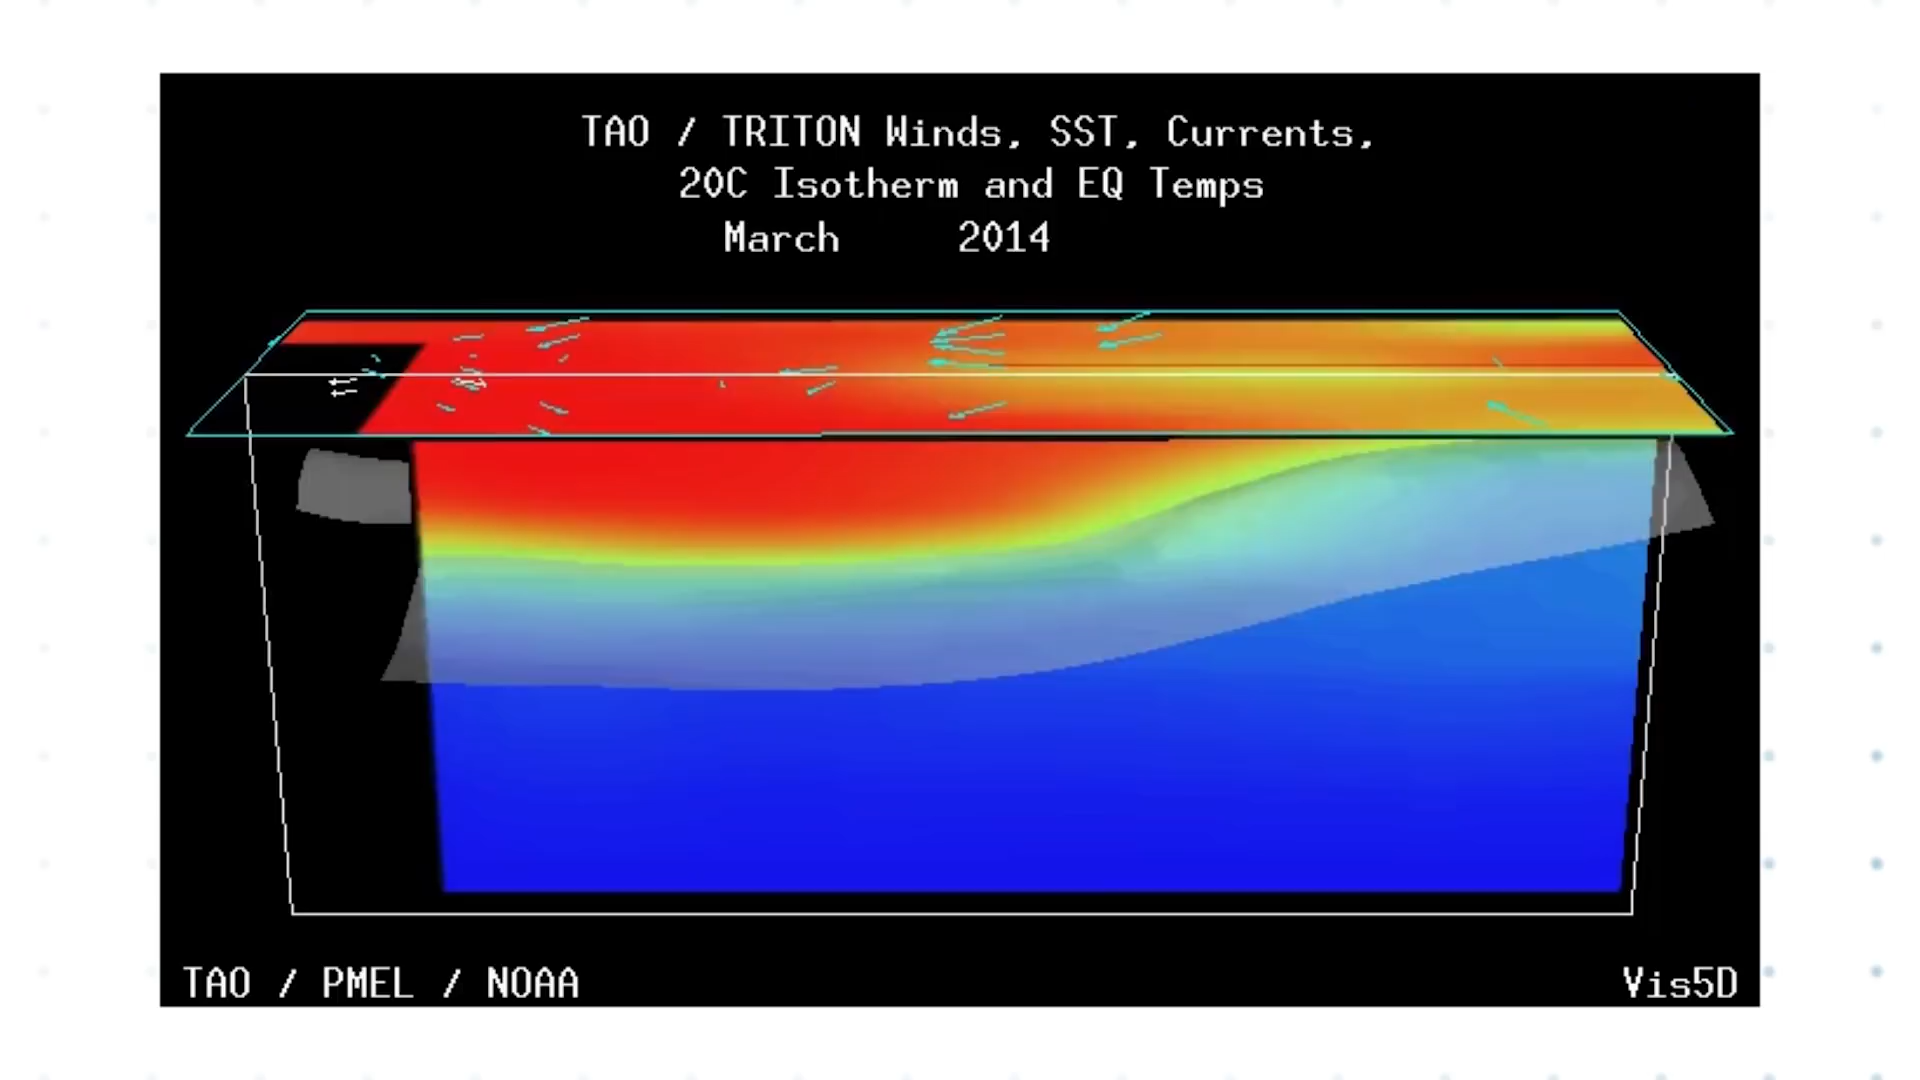 TAO / TRITON Winds, SST, Currents,
20C Isotherm and EQ Temps
March 2014
TAO / PMEL / NOAA
Vis5D